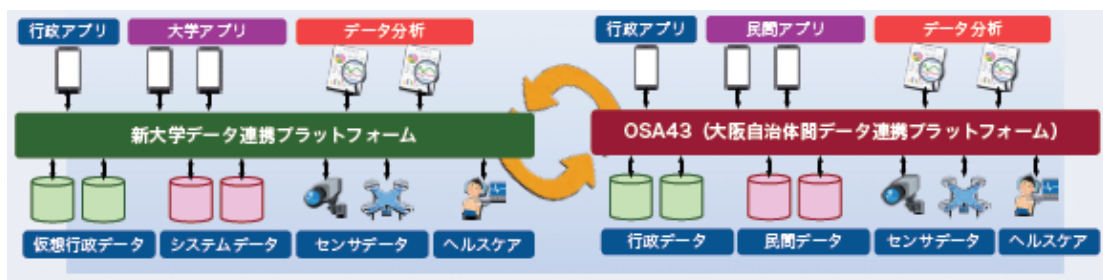 行政アプリ
大学アプリ
データ分析
新大学データ連携プラットフォーム
仮想行政データ
システムデータ
センサデータ
ヘルスケア
行政アプリ
民間アプリ
データ分析
OSA43（大阪自治体間データ連携プラットフォーム）
行政データ
民間データ
センサデータ
ヘルスケア